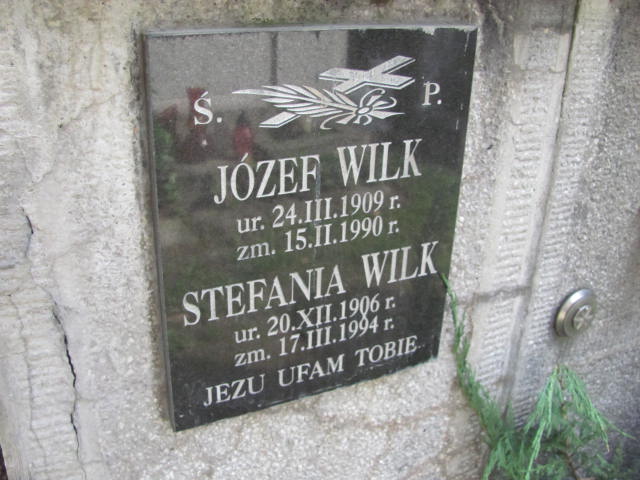 Ś. P.
JÓZEF WILK
ur. 24.III.1909 r.
zm. 15.II.1990 r.
STEFANIA WILK
ur. 20.XII.1906 r.
zm. 17.III.1994 r.
JEZU UFAM TOBIE